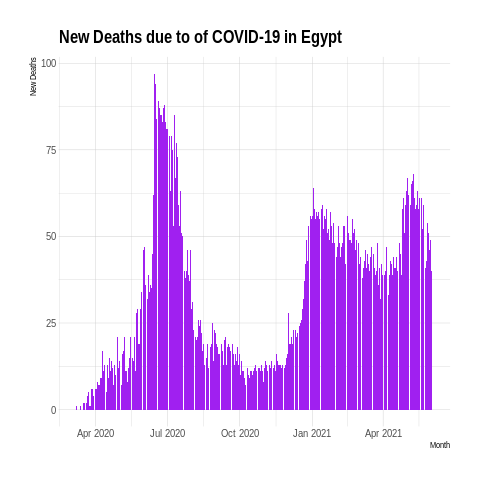 New Deaths due to of COVID-19 in Egypt
New Deaths
100
75
50
25
0
Apr 2020 Jul 2020 Oct 2020 Jan 2021 Apr 2021
Month